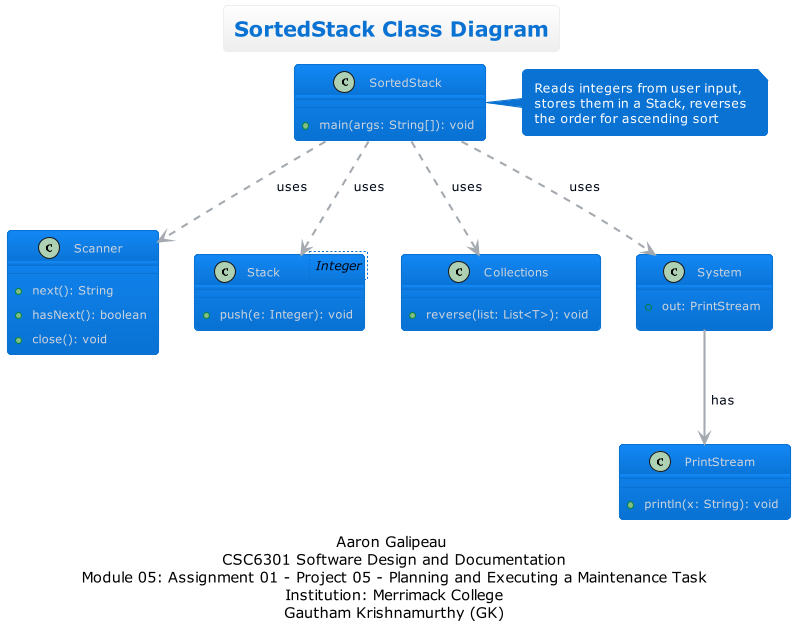 SortedStack Class Diagram
C SortedStack
main(args: String[]): void
Reads integers from user input,
stores them in a Stack, reverses
the order for ascending sort
uses
uses
uses
uses
C Scanner
next(): String
hasNext(): boolean
close(): void
C Stack
Integer
push(e: Integer): void
C Collections
reverse(list: List<T>): void
C System
out: PrintStream
has
C PrintStream
println(x: String): void
Aaron Galipeau
CSC6301 Software Design and Documentation
Module 05: Assignment 01 - Project 05 - Planning and Executing a Maintenance Task
Institution: Merrimack College
Gautham Krishnamurthy (GK)